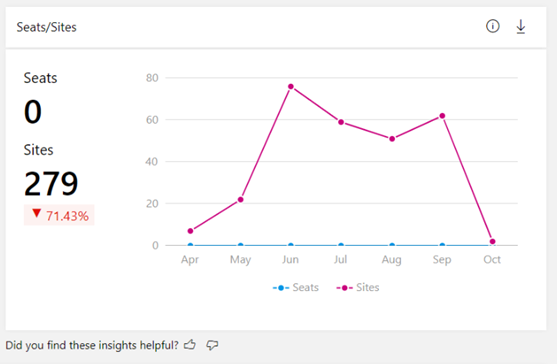 Seats/Sites
Seats
0
Sites
279
▼ 71.43%
80
60
40
20
0
Apr May Jun Jul Aug Sep Oct
Seats Sites
Did you find these insights helpful?